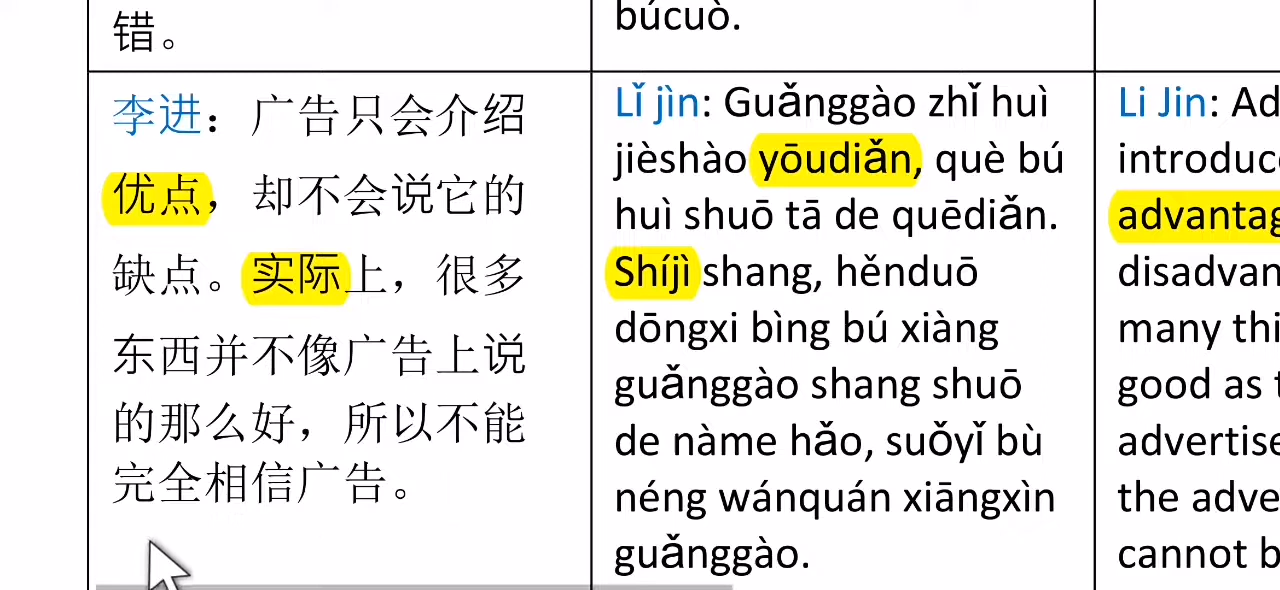 错。
李进：广告只会介绍
优点，却不会说它的
缺点。实际上，很多
东西并不像广告上说
的那么好，所以不能
完全相信广告。
búcuò.
Lǐ jìn: Guǎnggào zhǐ huì
jièshào yōudiǎn, què bú
huì shuō tā de quēdiǎn.
Shíjì shang, hěnduō
dōngxi bìng bú xiàng
guǎnggào shang shuō
de nàme hǎo, suǒyǐ bù
néng wánquán xiāngxìn
guǎnggào.
Li Jin: Ad
introduc
advantag
disadvan
many thi
good as t
advertise
the adve
cannot b